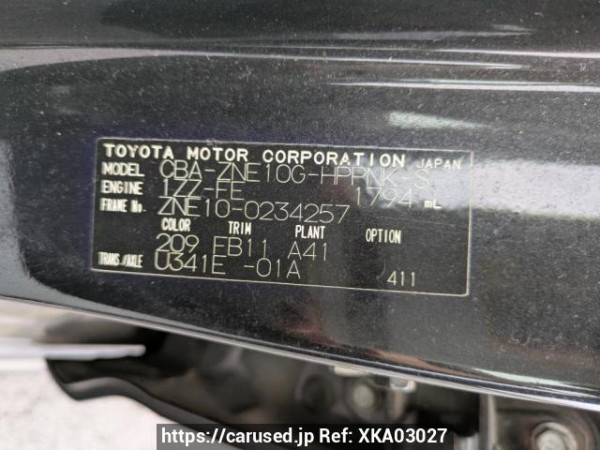 TOYOTA MOTOR CORPORATION JAPAN
MODEL CBA-ZNE10G-HPPNK-S
ENGINE 1ZZ-FE 1794 mL
FRAME No. ZNE10-0234257
COLOR TRIM PLANT OPTION
209 FB11 A41
TRANS/AXLE U341E -01A 411
https://carused.jp Ref: XKA03027